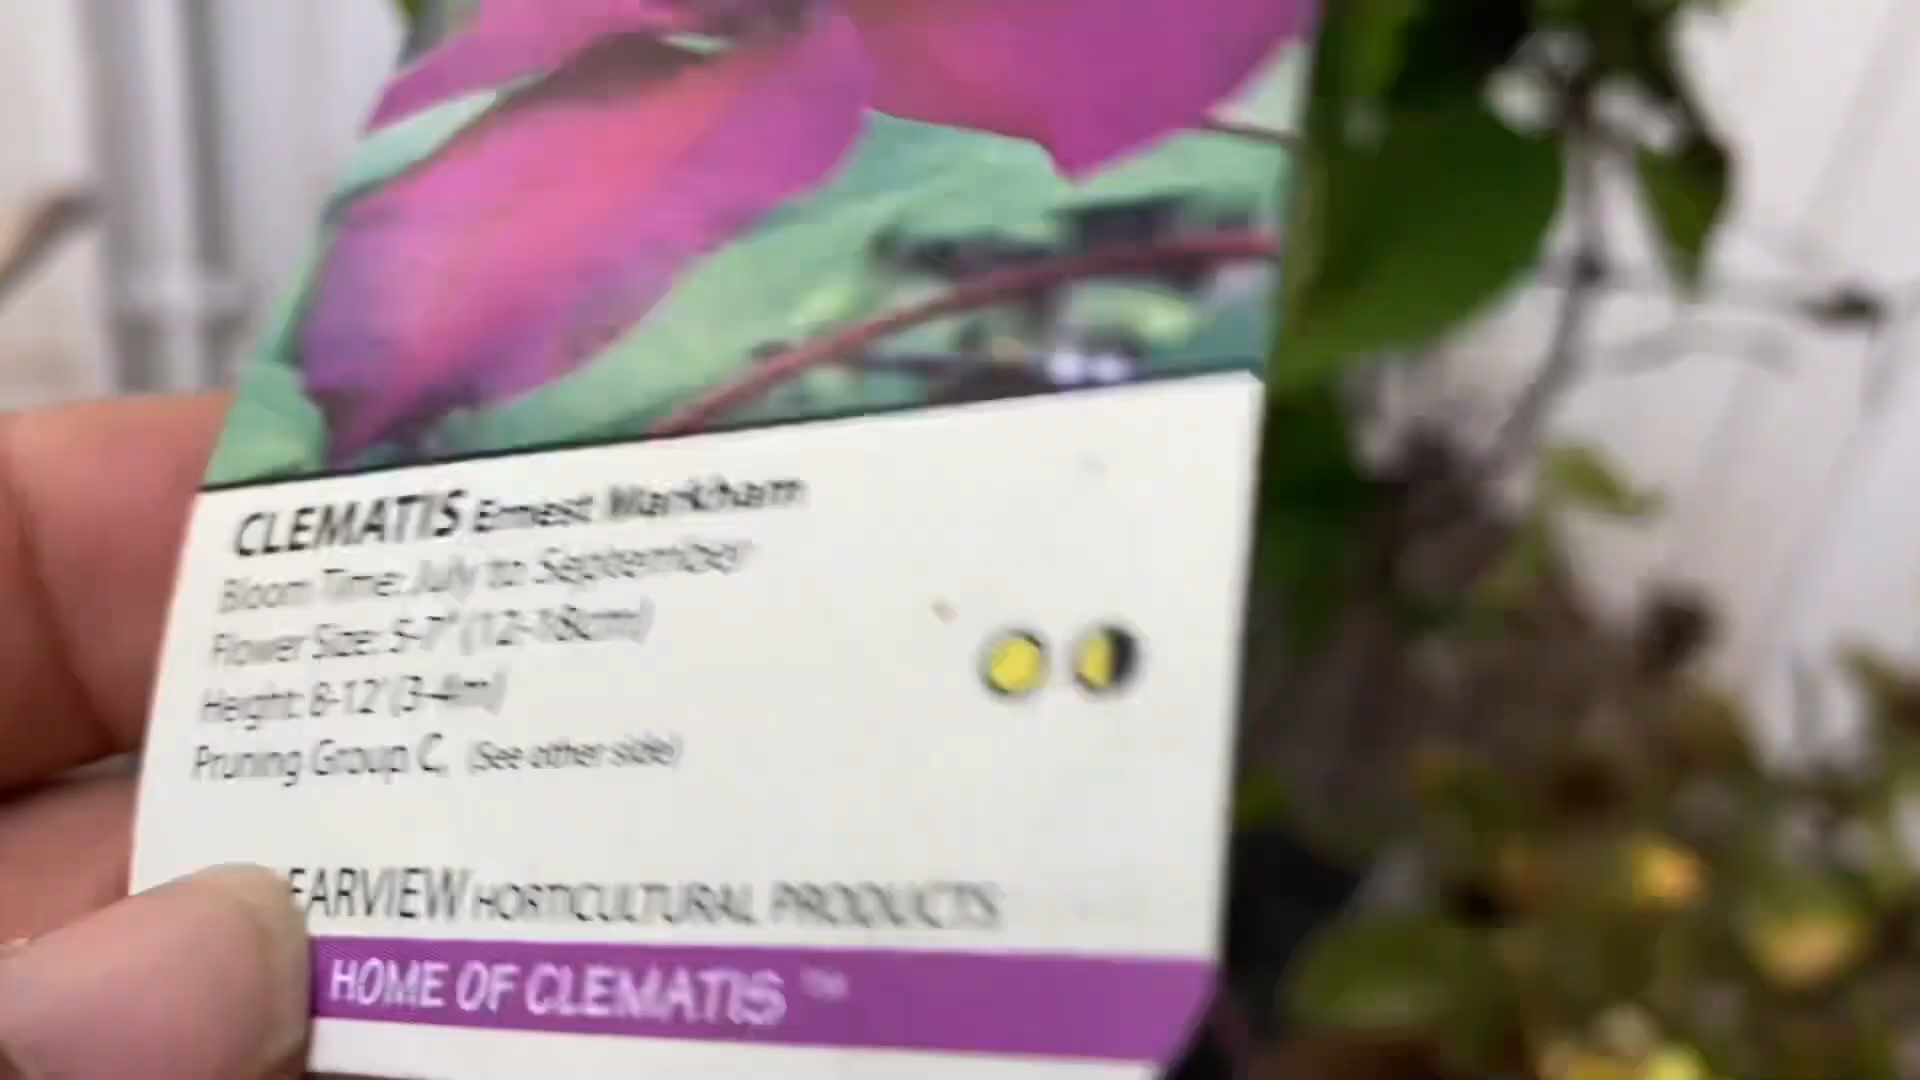 CLEMATIS Ernest Markham
Bloom Time: July to September
Flower Size: 5-7" (12-18cm)
Height: 8-12' (3-4m)
Pruning Group C, (See other side)
EARVIEW HORTICULTURAL PRODUCTS
HOME OF CLEMATIS ™